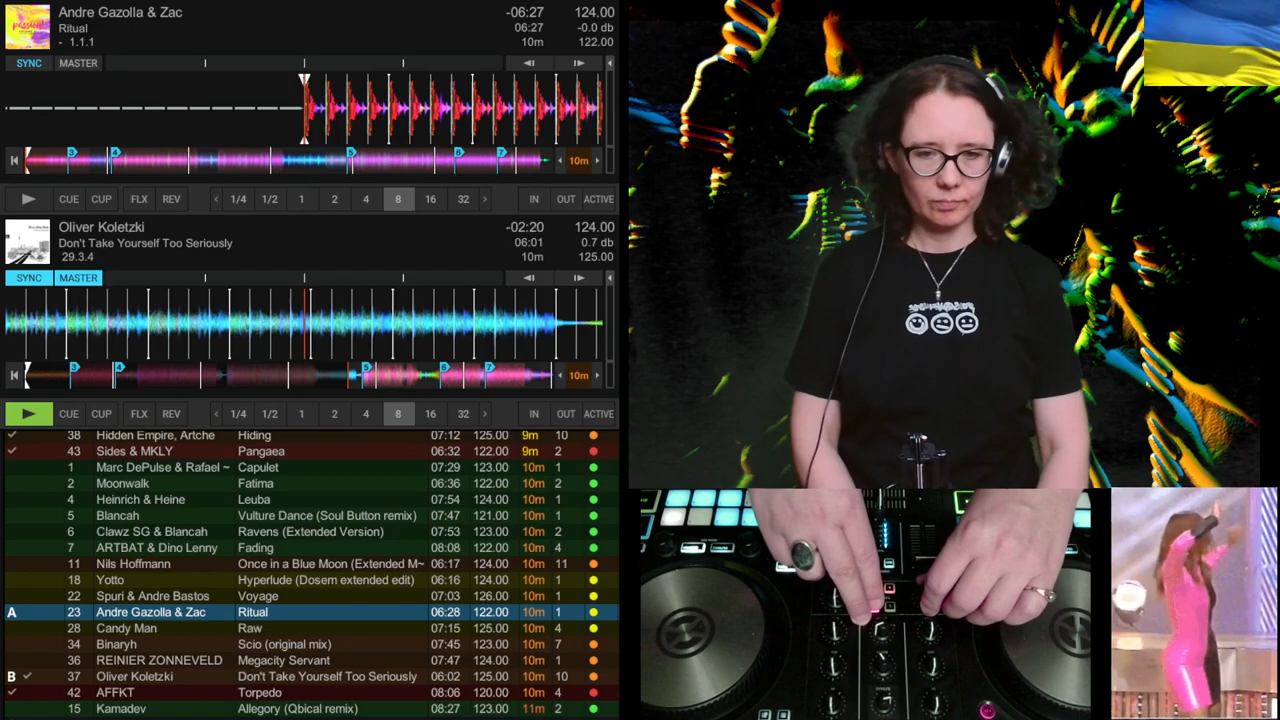 Andre Gazolla & Zac -06:27 124.00
Ritual 06:27 -0.0 db
- 1.1.1 10m 122.00
SYNC MASTER
3 4 5 6 7 10m
CUE CUP FLX REV 1/4 1/2 1 2 4 8 16 32 IN OUT ACTIVE
Oliver Koletzki -02:20 124.00
Don't Take Yourself Too Seriously 06:01 0.7 db
29.3.4 10m 125.00
SYNC MASTER
3 4 5 6 7 10m
CUE CUP FLX REV 1/4 1/2 1 2 4 8 16 32 IN OUT ACTIVE
38 Hidden Empire, Artche Hiding 07:12 125.00 9m 10
43 Sides & MKLY Pangaea 06:32 122.00 9m 2
1 Marc DePulse & Rafael ~ Capulet 07:29 123.00 10m 1
2 Moonwalk Fatima 06:36 122.00 10m 2
4 Heinrich & Heine Leuba 07:54 124.00 10m 1
5 Blancah Vulture Dance (Soul Button remix) 07:47 121.00 10m 1
6 Clawz SG & Blancah Ravens (Extended Version) 07:53 123.00 10m 2
7 ARTBAT & Dino Lenny Fading 08:08 122.00 10m 4
11 Nils Hoffmann Once in a Blue Moon (Extended M~ 06:17 124.00 10m 11
18 Yotto Hyperlude (Dosem extended edit) 06:16 124.00 10m 1
22 Spuri & Andre Bastos Voyage 07:03 126.00 10m 1
A 23 Andre Gazolla & Zac Ritual 06:28 122.00 10m 1
28 Candy Man Raw 07:15 125.00 10m 4
34 Binaryh Scio (original mix) 07:45 123.00 10m 7
36 REINIER ZONNEVELD Megacity Servant 07:47 124.00 10m 1
B 37 Oliver Koletzki Don't Take Yourself Too Seriously 06:02 125.00 10m 10
42 AFFKT Torpedo 08:06 120.00 10m 4
15 Kamadev Allegory (Qbical remix) 08:27 123.00 11m 2